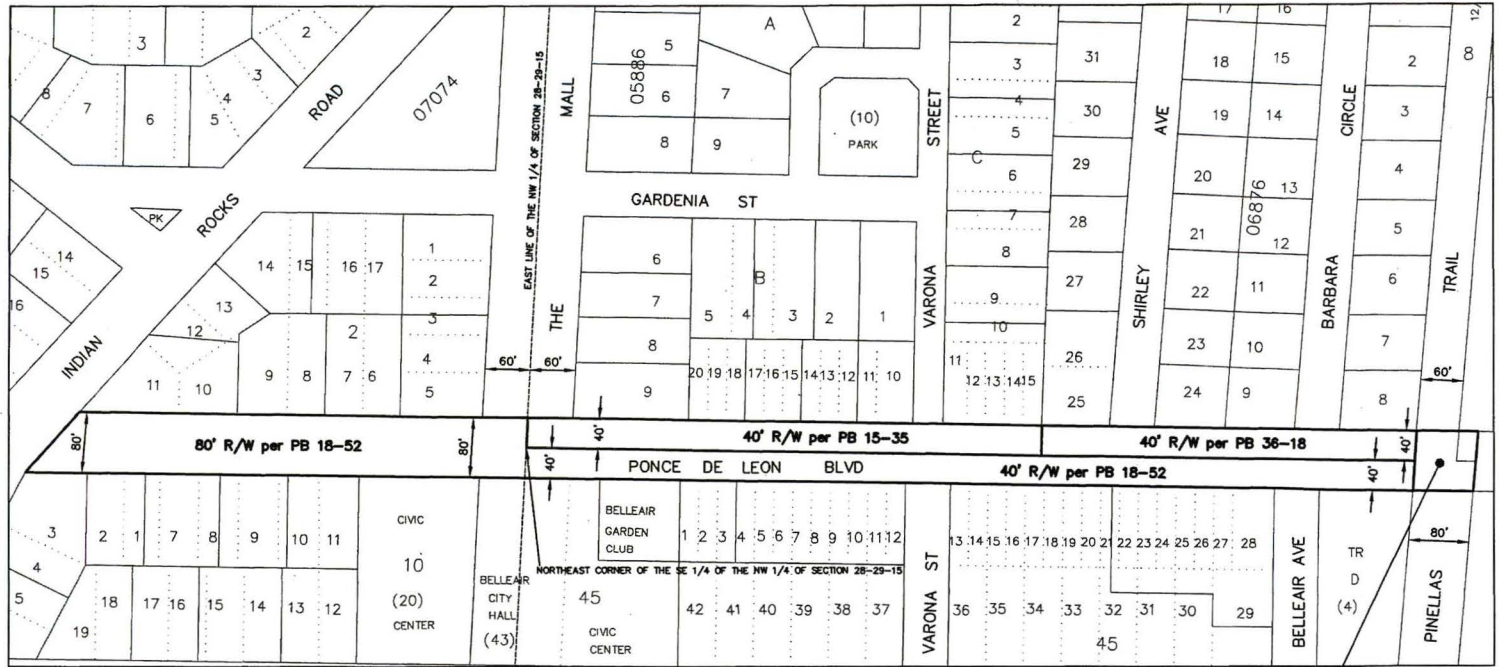 3
2
8
7
6
5
4
3
ROAD
07074
EAST LINE OF THE NW 1/4 OF SECTION 28-29-15
THE MALL
05886
A
5
6
7
8
9
(10)
PARK
VARONA STREET
2
3
4
5
C
6
7
8
9
10
11
12 13 14 15
31
30
29
28
27
26
25
SHIRLEY AVE
17
16
18
15
19
14
20
13
06876
21
12
22
11
23
10
24
9
BARBARA CIRCLE
2
3
4
5
6
7
8
TRAIL
8
60'
INDIAN ROCKS
PK
14
15
16
GARDENIA ST
14
15
16
17
13
12
11
10
9
8
2
7
6
1
2
3
4
5
60'
60'
6
7
8
9
B
5
4
3
2
1
20 19 18 17 16 15 14 13 12 11 10
80'
80' R/W per PB 18-52
80'
40'
40' R/W per PB 15-35
40' R/W per PB 36-18
40'
40'
PONCE DE LEON BLVD
40' R/W per PB 18-52
40'
3
4
5
2
1
7
8
9
10
11
19
18
17
16
15
14
13
12
CIVIC
10
(20)
CENTER
BELLEAIR
CITY
HALL
(43)
BELLEAIR
GARDEN
CLUB
1 2 3 4 5 6 7 8 9 10 11 12
NORTHEAST CORNER OF THE SE 1/4 OF THE NW 1/4 OF SECTION 28-29-15
45
CIVIC
CENTER
42 41 40 39 38 37
VARONA ST
13 14 15 16 17 18 19 20 21 22 23 24 25 26 27 28
36 35 34 33 32 31 30 29
45
BELLEAIR AVE
TR
D
(4)
80'
PINELLAS